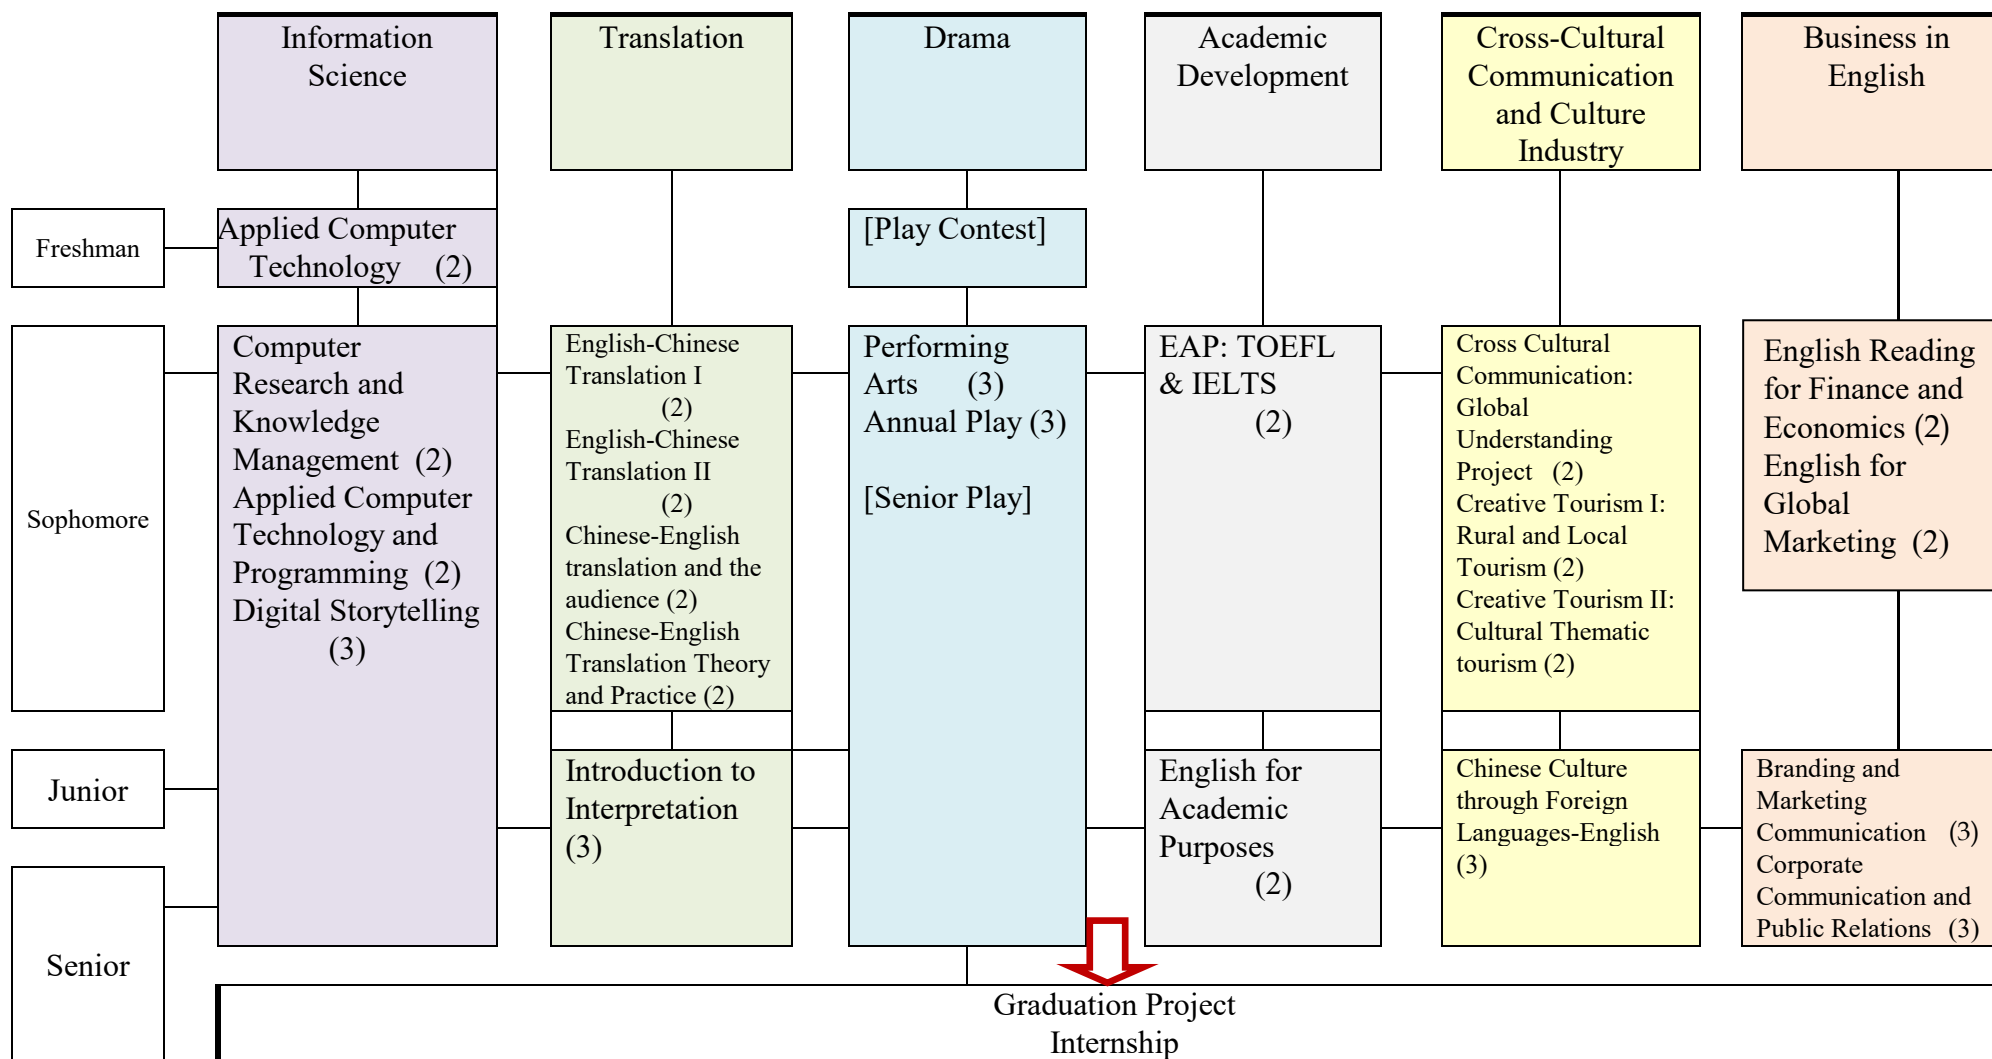 Information
Science
Translation
Drama
Academic
Development
Cross-Cultural
Communication
and Culture
Industry
Business in
English
Freshman
Applied Computer
Technology (2)
[Play Contest]
Sophomore
Computer
Research and
Knowledge
Management (2)
Applied Computer
Technology and
Programming (2)
Digital Storytelling
(3)
English-Chinese
Translation I
(2)
English-Chinese
Translation II
(2)
Chinese-English
translation and the
audience (2)
Chinese-English
Translation Theory
and Practice (2)
Performing
Arts (3)
Annual Play (3)
[Senior Play]
EAP: TOEFL
& IELTS
(2)
Cross Cultural
Communication:
Global
Understanding
Project (2)
Creative Tourism I:
Rural and Local
Tourism (2)
Creative Tourism II:
Cultural Thematic
tourism (2)
English Reading
for Finance and
Economics (2)
English for
Global
Marketing (2)
Junior
Introduction to
Interpretation
(3)
English for
Academic
Purposes
(2)
Chinese Culture
through Foreign
Languages-English
(3)
Branding and
Marketing
Communication (3)
Corporate
Communication and
Public Relations (3)
Senior
Graduation Project
Internship